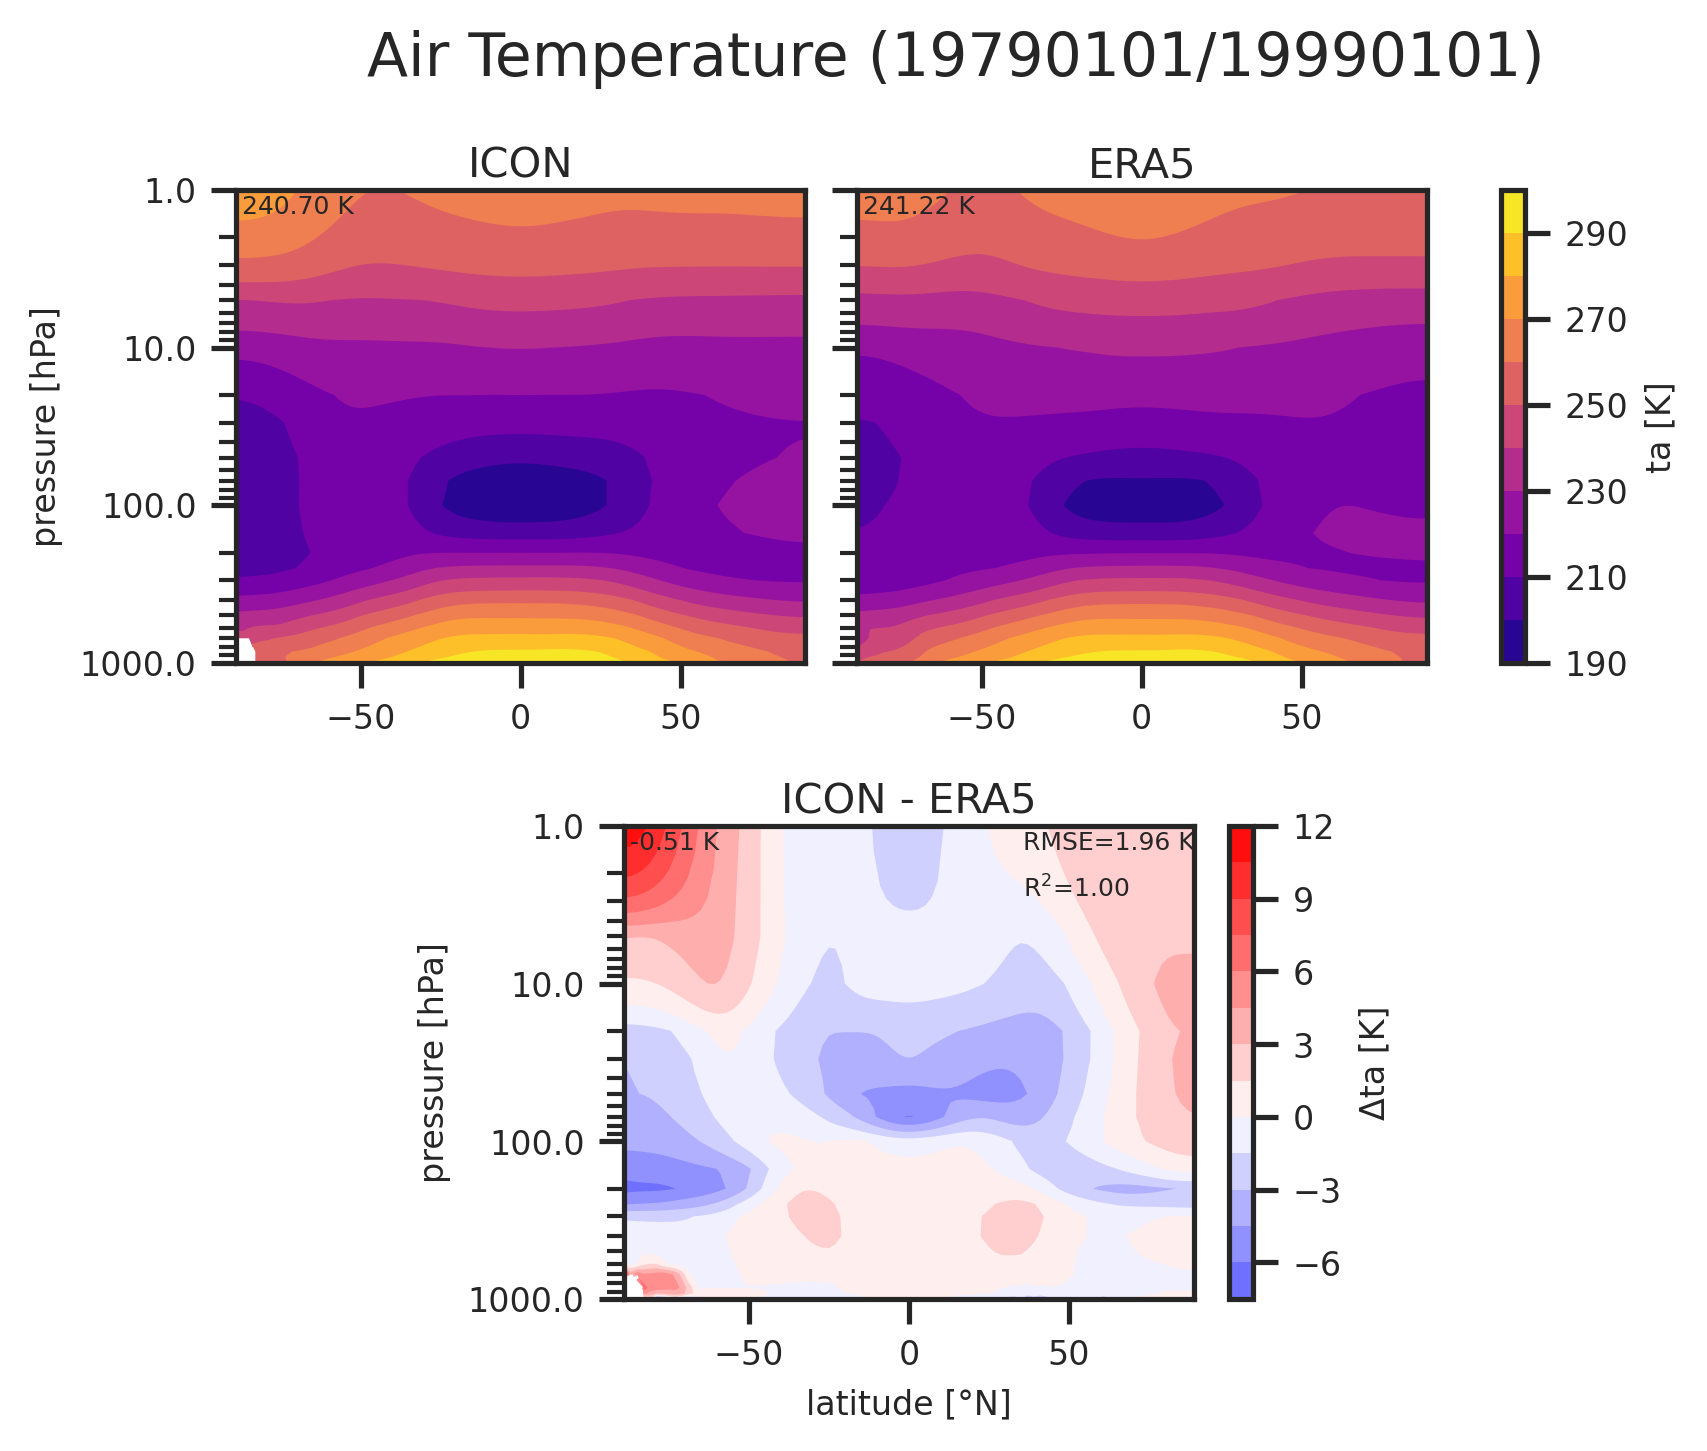 Air Temperature (19790101/19990101)
ICON
ERA5
240.70 K
241.22 K
pressure [hPa]
1.0
10.0
100.0
1000.0
−50
0
50
−50
0
50
290
270
250
230
210
190
ta [K]
ICON - ERA5
-0.51 K
RMSE=1.96 K
R²=1.00
pressure [hPa]
1.0
10.0
100.0
1000.0
−50
0
50
latitude [°N]
12
9
6
3
0
−3
−6
Δta [K]